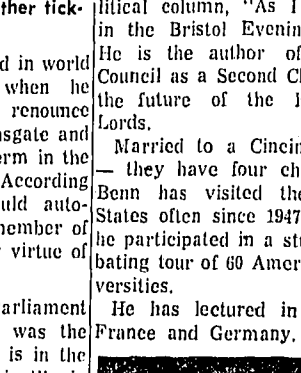 ther tick-
d in world
when he
renounce
nsgate and
erm in the
According
uld auto-
nember of
virtue of
arliament
was the
is in the
litical column, "As I
in the Bristol Evenin
He is the author of
Council as a Second Cl
the future of the
Lords.
Married to a Cincin
— they have four ch
Benn has visited the
States often since 1947
he participated in a st
bating tour of 60 Amer
versities.
He has lectured in
France and Germany.